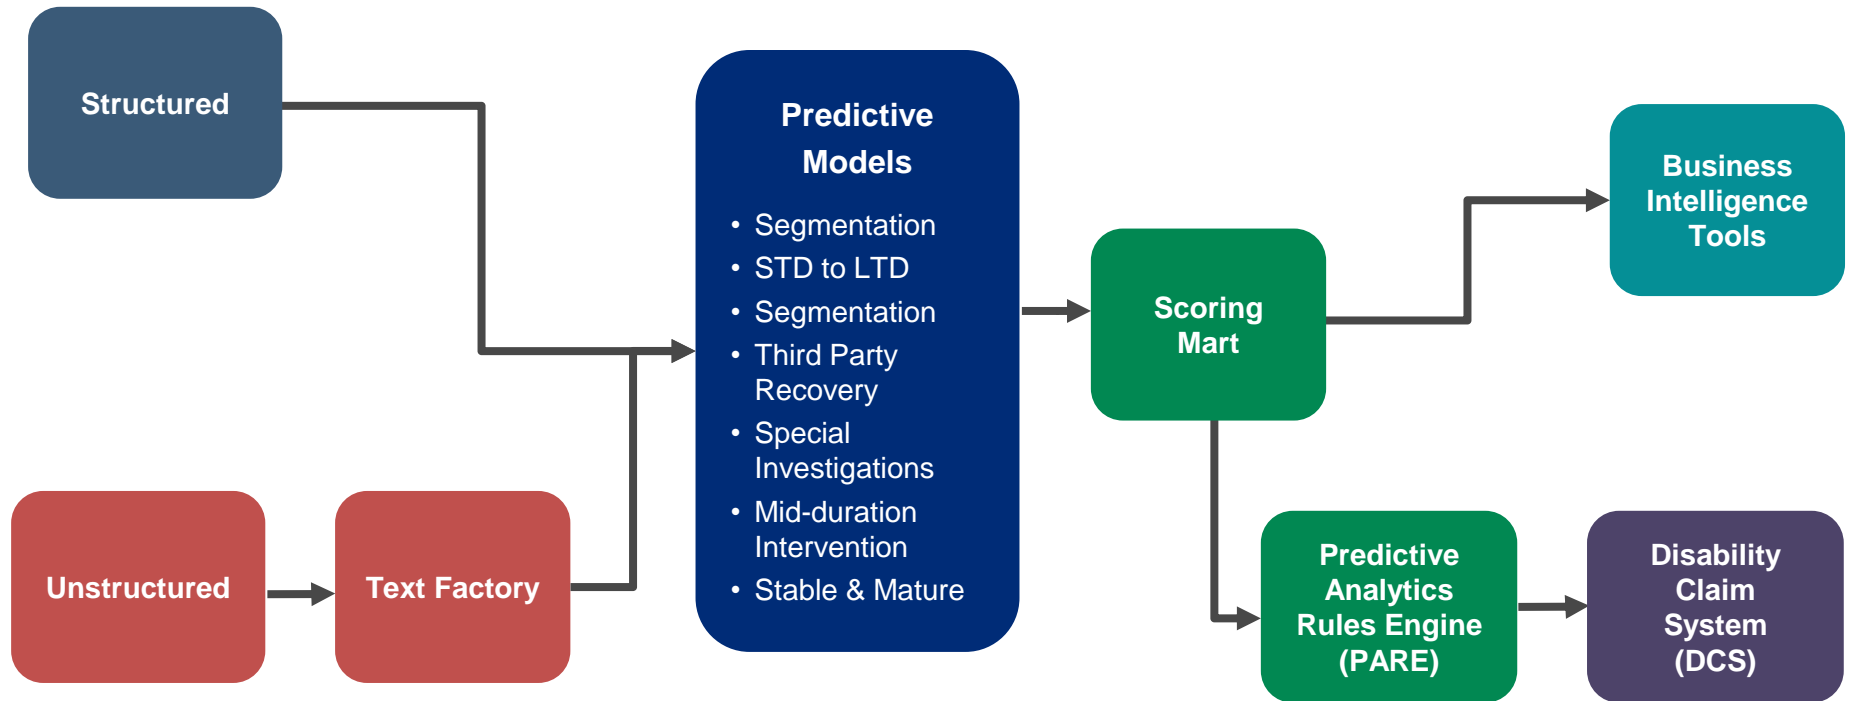 Structured
Unstructured
Text Factory
Predictive
Models
• Segmentation
• STD to LTD
• Segmentation
• Third Party
Recovery
• Special
Investigations
• Mid-duration
Intervention
• Stable & Mature
Scoring
Mart
Business
Intelligence
Tools
Predictive
Analytics
Rules Engine
(PARE)
Disability
Claim
System
(DCS)